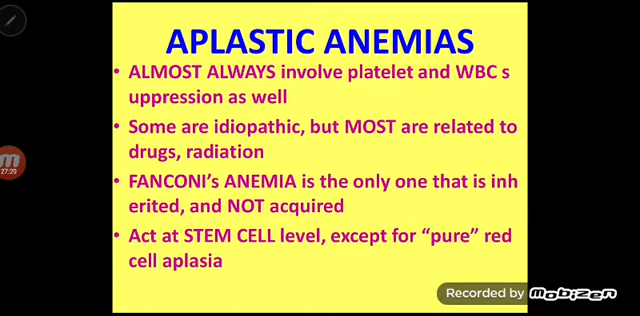 APLASTIC ANEMIAS
• ALMOST ALWAYS involve platelet and WBC s
uppression as well
• Some are idiopathic, but MOST are related to
drugs, radiation
• FANCONI’s ANEMIA is the only one that is inh
erited, and NOT acquired
• Act at STEM CELL level, except for “pure” red
cell aplasia
m
27:29
Recorded by mobizen